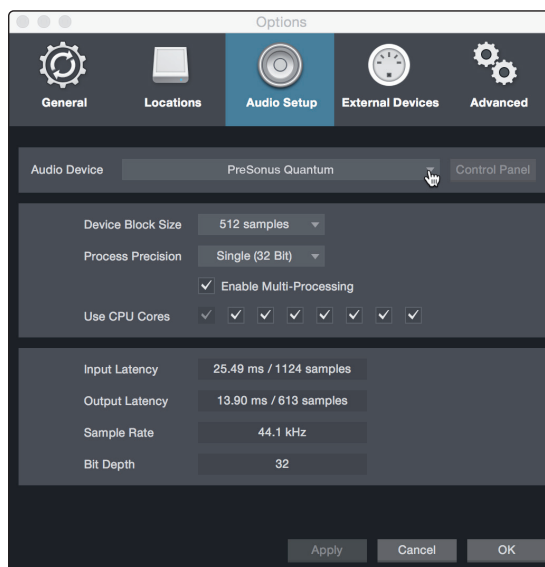 Options
General Locations Audio Setup External Devices Advanced
Audio Device PreSonus Quantum Control Panel
Device Block Size 512 samples
Process Precision Single (32 Bit)
Enable Multi-Processing
Use CPU Cores
Input Latency 25.49 ms / 1124 samples
Output Latency 13.90 ms / 613 samples
Sample Rate 44.1 kHz
Bit Depth 32
Apply Cancel OK